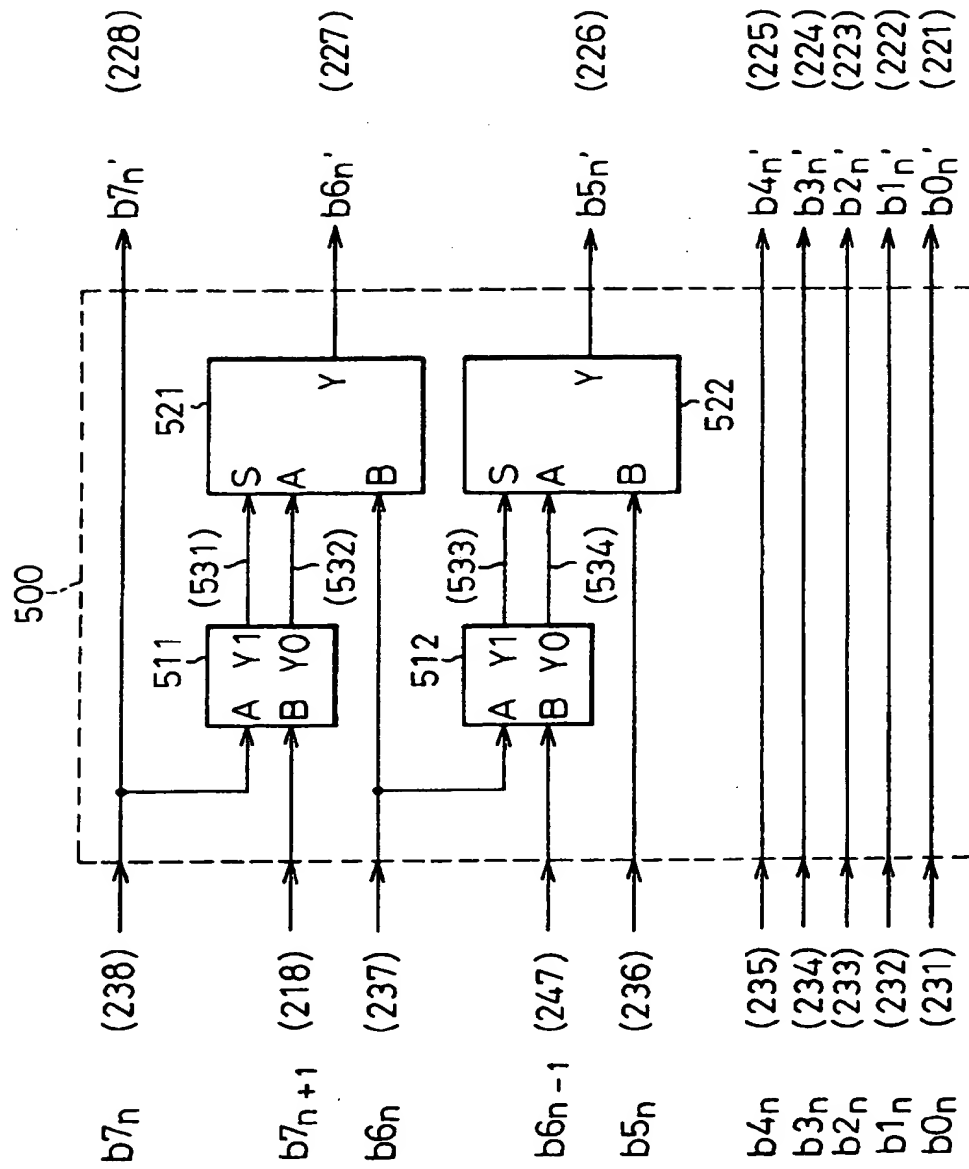 500
b7n (238) b7n' (228)
511 521
A Y1 (531) S
b7n+1 (218) B Y0 (532) A Y b6n' (227)
b6n (237) B
512
A Y1 (533) S
b6n-1 (247) B Y0 (534) A Y b5n' (226)
b5n (236) B
522
b4n (235) b4n' (225)
b3n (234) b3n' (224)
b2n (233) b2n' (223)
b1n (232) b1n' (222)
b0n (231) b0n' (221)